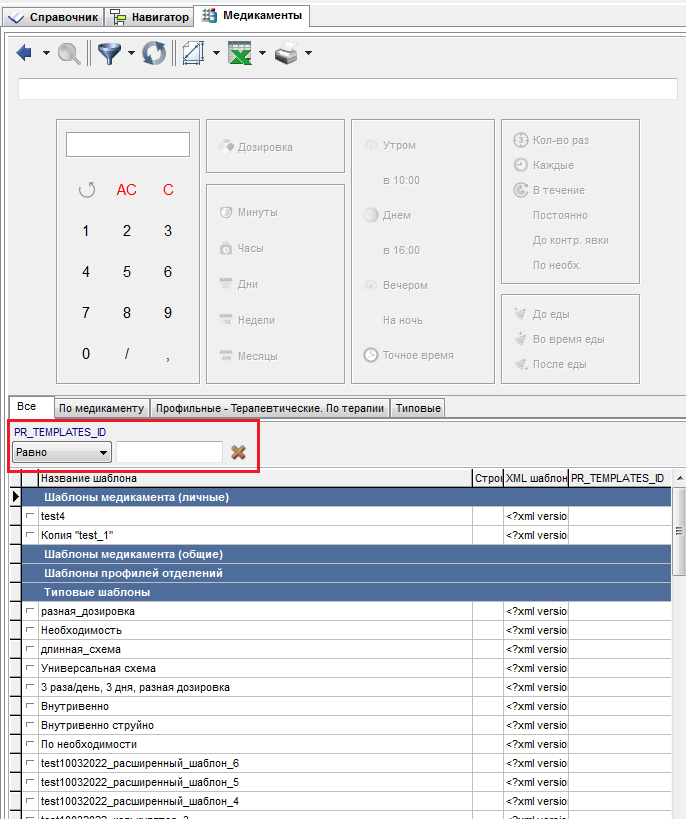 Справочник Навигатор Медикаменты
AC C
1 2 3
4 5 6
7 8 9
0 / ,
Дозировка
Минуты
Часы
Дни
Недели
Месяцы
Утром
в 10:00
Днем
в 16:00
Вечером
На ночь
Точное время
Кол-во раз
Каждые
В течение
Постоянно
До контр. явки
По необх.
До еды
Во время еды
После еды
Все По медикаменту Профильные - Терапевтические. По терапии Типовые
PR_TEMPLATES_ID
Равно
Название шаблона Строк XML шаблон PR_TEMPLATES_ID
Шаблоны медикамента (личные)
test4 <?xml versio
Копия "test_1" <?xml versio
Шаблоны медикамента (общие)
Шаблоны профилей отделений
Типовые шаблоны
разная_дозировка <?xml versio
Необходимость <?xml versio
длинная_схема <?xml versio
Универсальная схема <?xml versio
3 раза/день, 3 дня, разная дозировка <?xml versio
Внутривенно <?xml versio
Внутривенно струйно <?xml versio
По необходимости <?xml versio
test10032022_расширенный_шаблон_6 <?xml versio
test10032022_расширенный_шаблон_5 <?xml versio
test10032022_расширенный_шаблон_4 <?xml versio